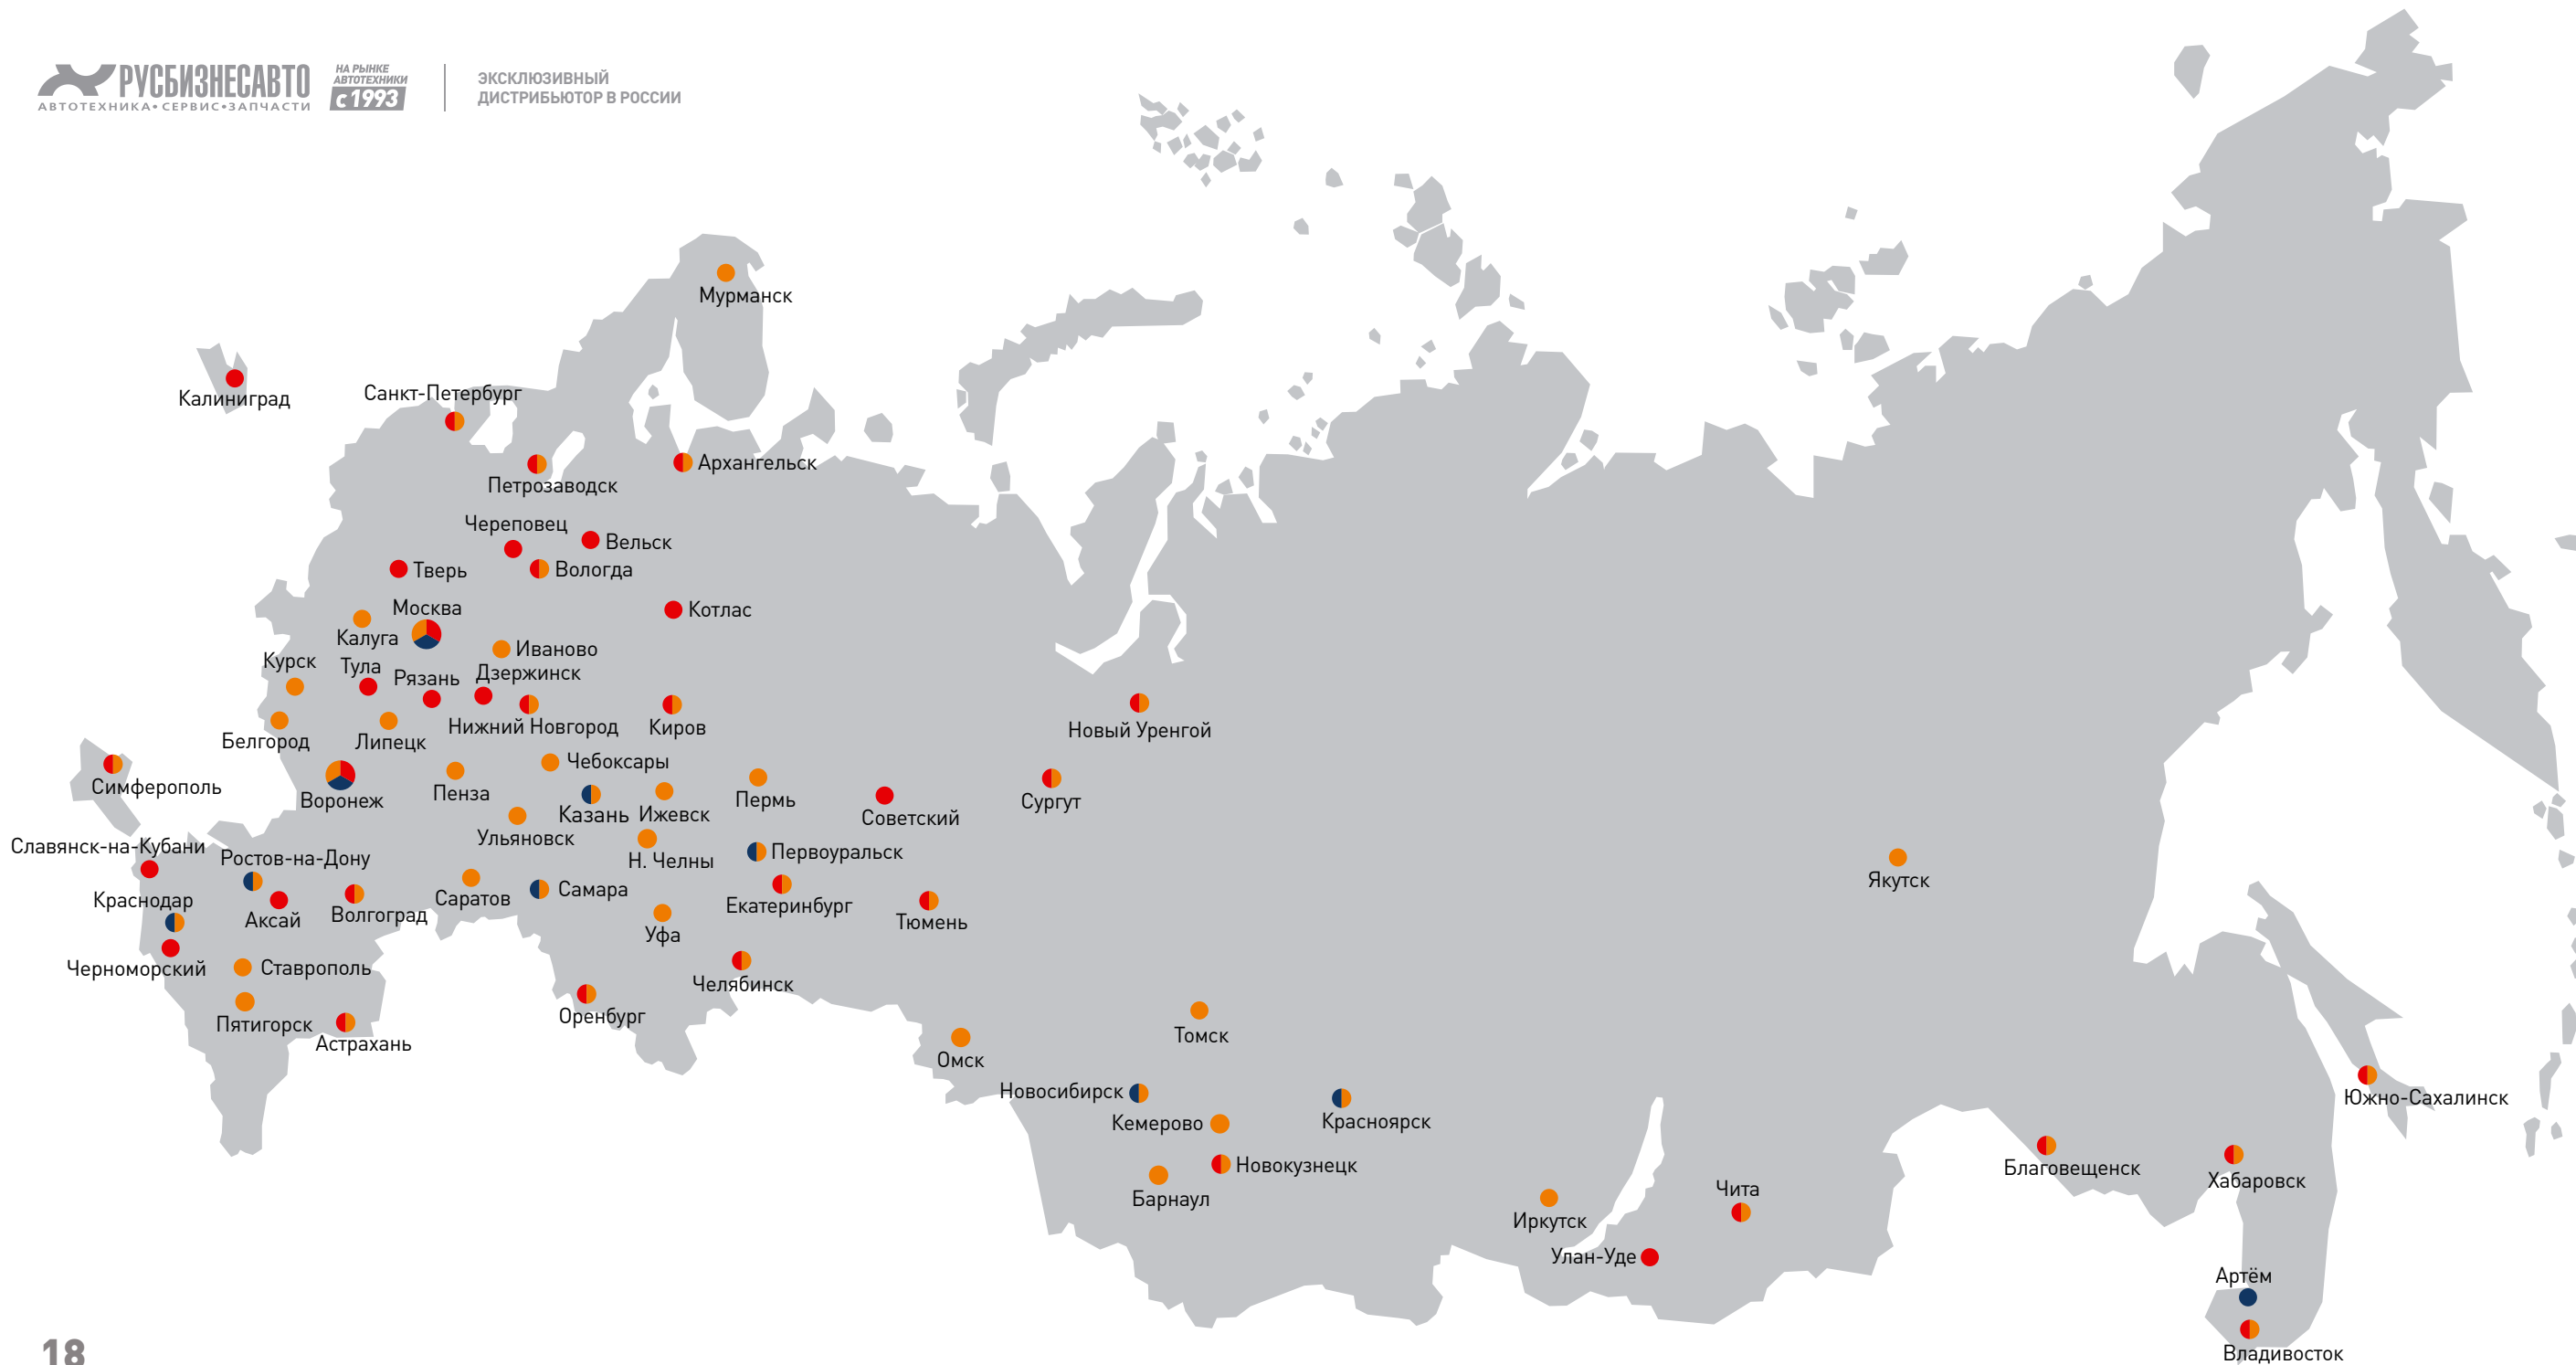 РУСБИЗНЕСАВТО
АВТОТЕХНИКА•СЕРВИС•ЗАПЧАСТИ
НА РЫНКЕ
АВТОТЕХНИКИ
с 1993
ЭКСКЛЮЗИВНЫЙ
ДИСТРИБЬЮТОР В РОССИИ
Мурманск
Калиниград
Санкт-Петербург
Архангельск
Петрозаводск
Череповец
Вельск
Тверь
Вологда
Москва
Котлас
Калуга
Иваново
Курск
Тула
Дзержинск
Рязань
Нижний Новгород
Киров
Новый Уренгой
Белгород
Липецк
Чебоксары
Симферополь
Воронеж
Пенза
Пермь
Сургут
Казань
Ижевск
Советский
Ульяновск
Славянск-на-Кубани
Ростов-на-Дону
Н. Челны
Первоуральск
Якутск
Краснодар
Саратов
Самара
Екатеринбург
Аксай
Волгоград
Тюмень
Уфа
Черноморский
Ставрополь
Челябинск
Пятигорск
Оренбург
Астрахань
Томск
Омск
Новосибирск
Южно-Сахалинск
Кемерово
Красноярск
Новокузнецк
Благовещенск
Хабаровск
Барнаул
Чита
Иркутск
Улан-Уде
Артём
Владивосток
18